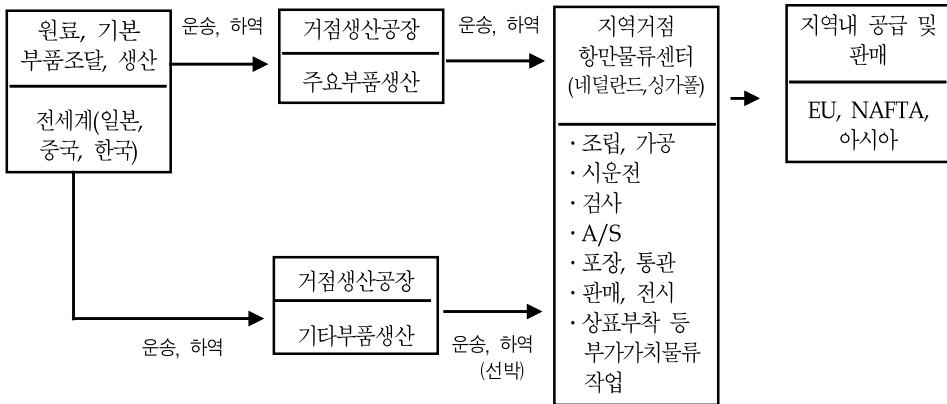 원료, 기본
부품조달, 생산
전세계(일본,
중국, 한국)
운송, 하역
거점생산공장
주요부품생산
운송, 하역
지역거점
항만물류센터
(네덜란드,싱가폴)
· 조립, 가공
· 시운전
· 검사
· A/S
· 포장, 통관
· 판매, 전시
· 상표부착 등
부가가치물류
작업
지역내 공급 및
판매
EU, NAFTA,
아시아
운송, 하역
거점생산공장
기타부품생산
운송, 하역
(선박)